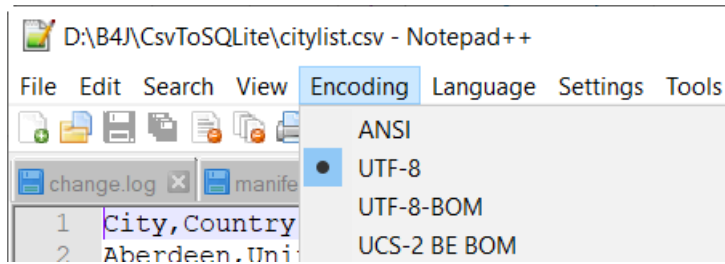 D:\B4J\CsvToSQLite\citylist.csv - Notepad++
File Edit Search View Encoding Language Settings Tools
ANSI
change.log manife
UTF-8
UTF-8-BOM
1 City,Country
2 Aberdeen,Uni
UCS-2 BE BOM